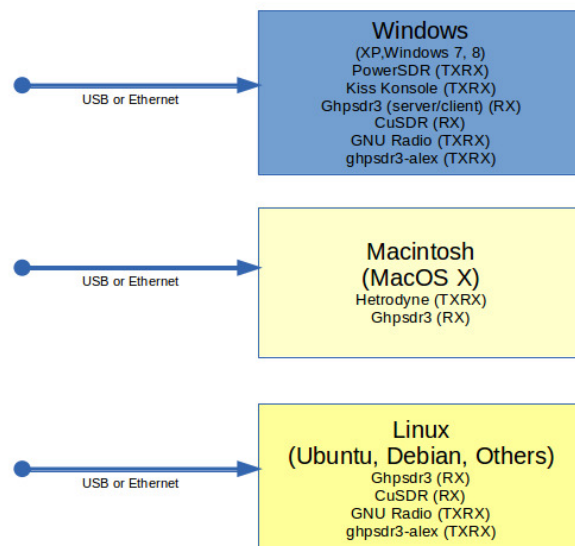 Windows
(XP,Windows 7, 8)
PowerSDR (TXRX)
Kiss Konsole (TXRX)
Ghpsdr3 (server/client) (RX)
CuSDR (RX)
GNU Radio (TXRX)
ghpsdr3-alex (TXRX)
USB or Ethernet
Macintosh
(MacOS X)
Hetrodyne (TXRX)
Ghpsdr3 (RX)
USB or Ethernet
Linux
(Ubuntu, Debian, Others)
Ghpsdr3 (RX)
CuSDR (RX)
GNU Radio (TXRX)
ghpsdr3-alex (TXRX)
USB or Ethernet